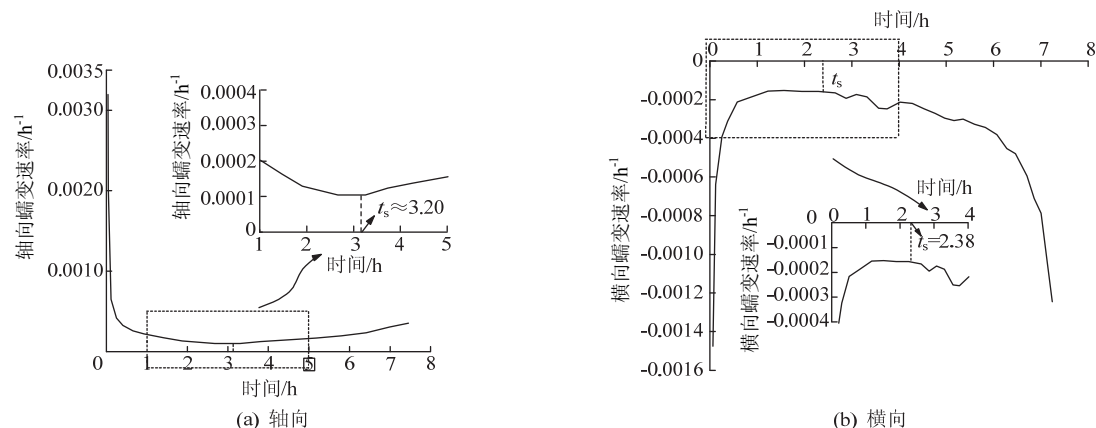 轴向蠕变速率/h-1
0.0035
0.0030
0.0020
0.0010
0 1 2 3 4 5 6 7 8
时间/h
轴向蠕变速率/h-1
0.0004
0.0003
0.0002
0.0001
0
1 2 3 4 5
ts≈3.20
时间/h
(a) 轴向
时间/h
0 1 2 3 4 5 6 7 8
横向蠕变速率/h-1
0
-0.0002
-0.0004
-0.0006
-0.0008
-0.0010
-0.0012
-0.0014
-0.0016
ts
时间/h
0 0 1 2 3 4
横向蠕变速率/h-1
-0.0001
-0.0002
-0.0003
-0.0004
ts=2.38
(b) 横向